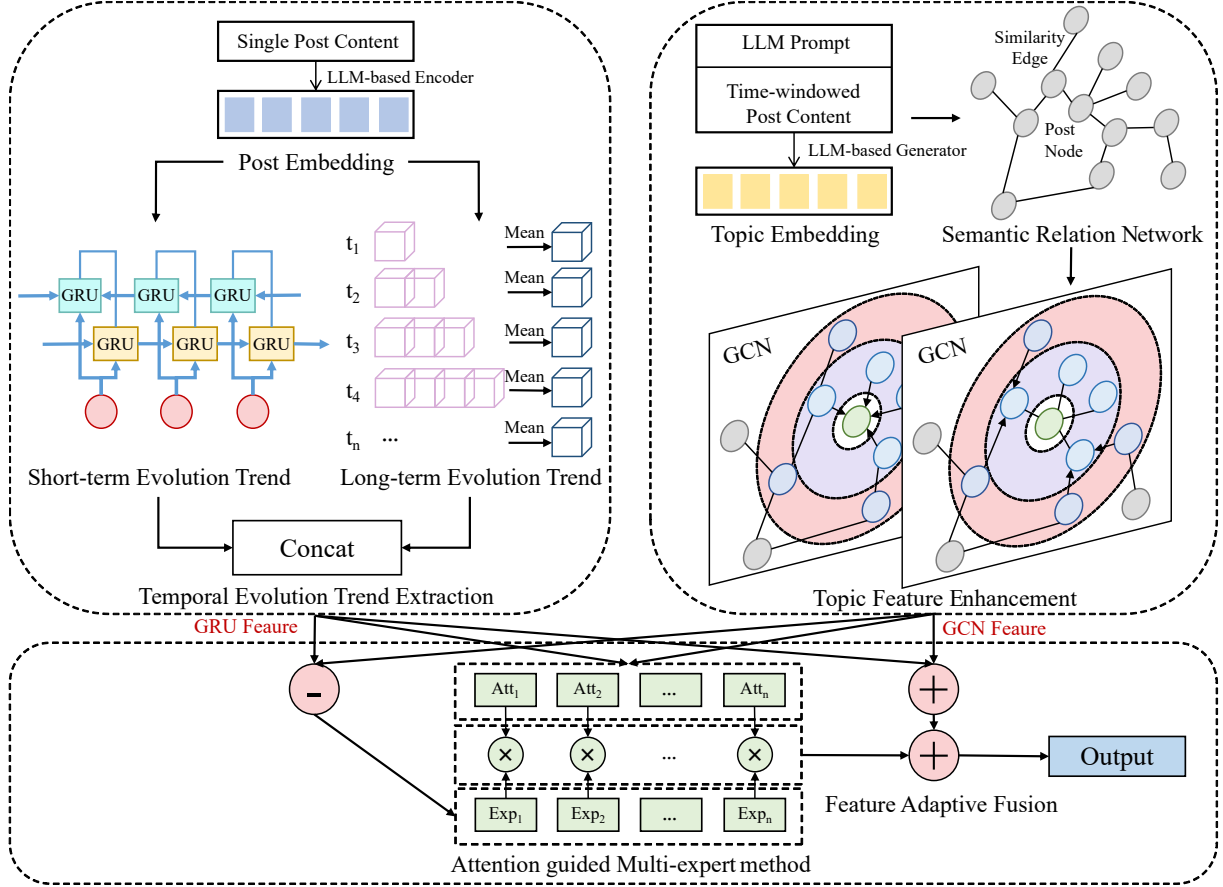 Single Post Content
LLM-based Encoder
Post Embedding
GRU
GRU
GRU
GRU
GRU
GRU
Short-term Evolution Trend
t1
Mean
t2
Mean
t3
Mean
t4
Mean
tn
...
Mean
Long-term Evolution Trend
Concat
Temporal Evolution Trend Extraction
LLM Prompt
Time-windowed
Post Content
LLM-based Generator
Topic Embedding
Similarity
Edge
Post
Node
Semantic Relation Network
GCN
GCN
Topic Feature Enhancement
GRU Feaure
GCN Feaure
-
Att1
Att2
...
Attn
+
×
×
...
×
+
Output
Exp1
Exp2
...
Expn
Feature Adaptive Fusion
Attention guided Multi-expert method